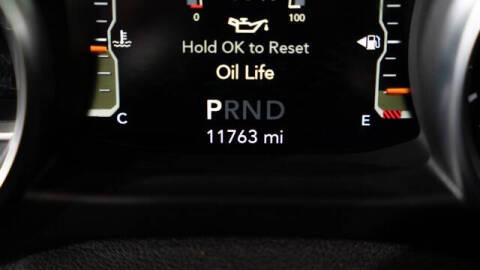 0 100
Hold OK to Reset
Oil Life
PRND
C 11763 mi E